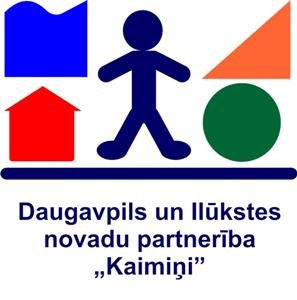 Daugavpils un Ilūkstes
novadu partnerība
„Kaimiņi”